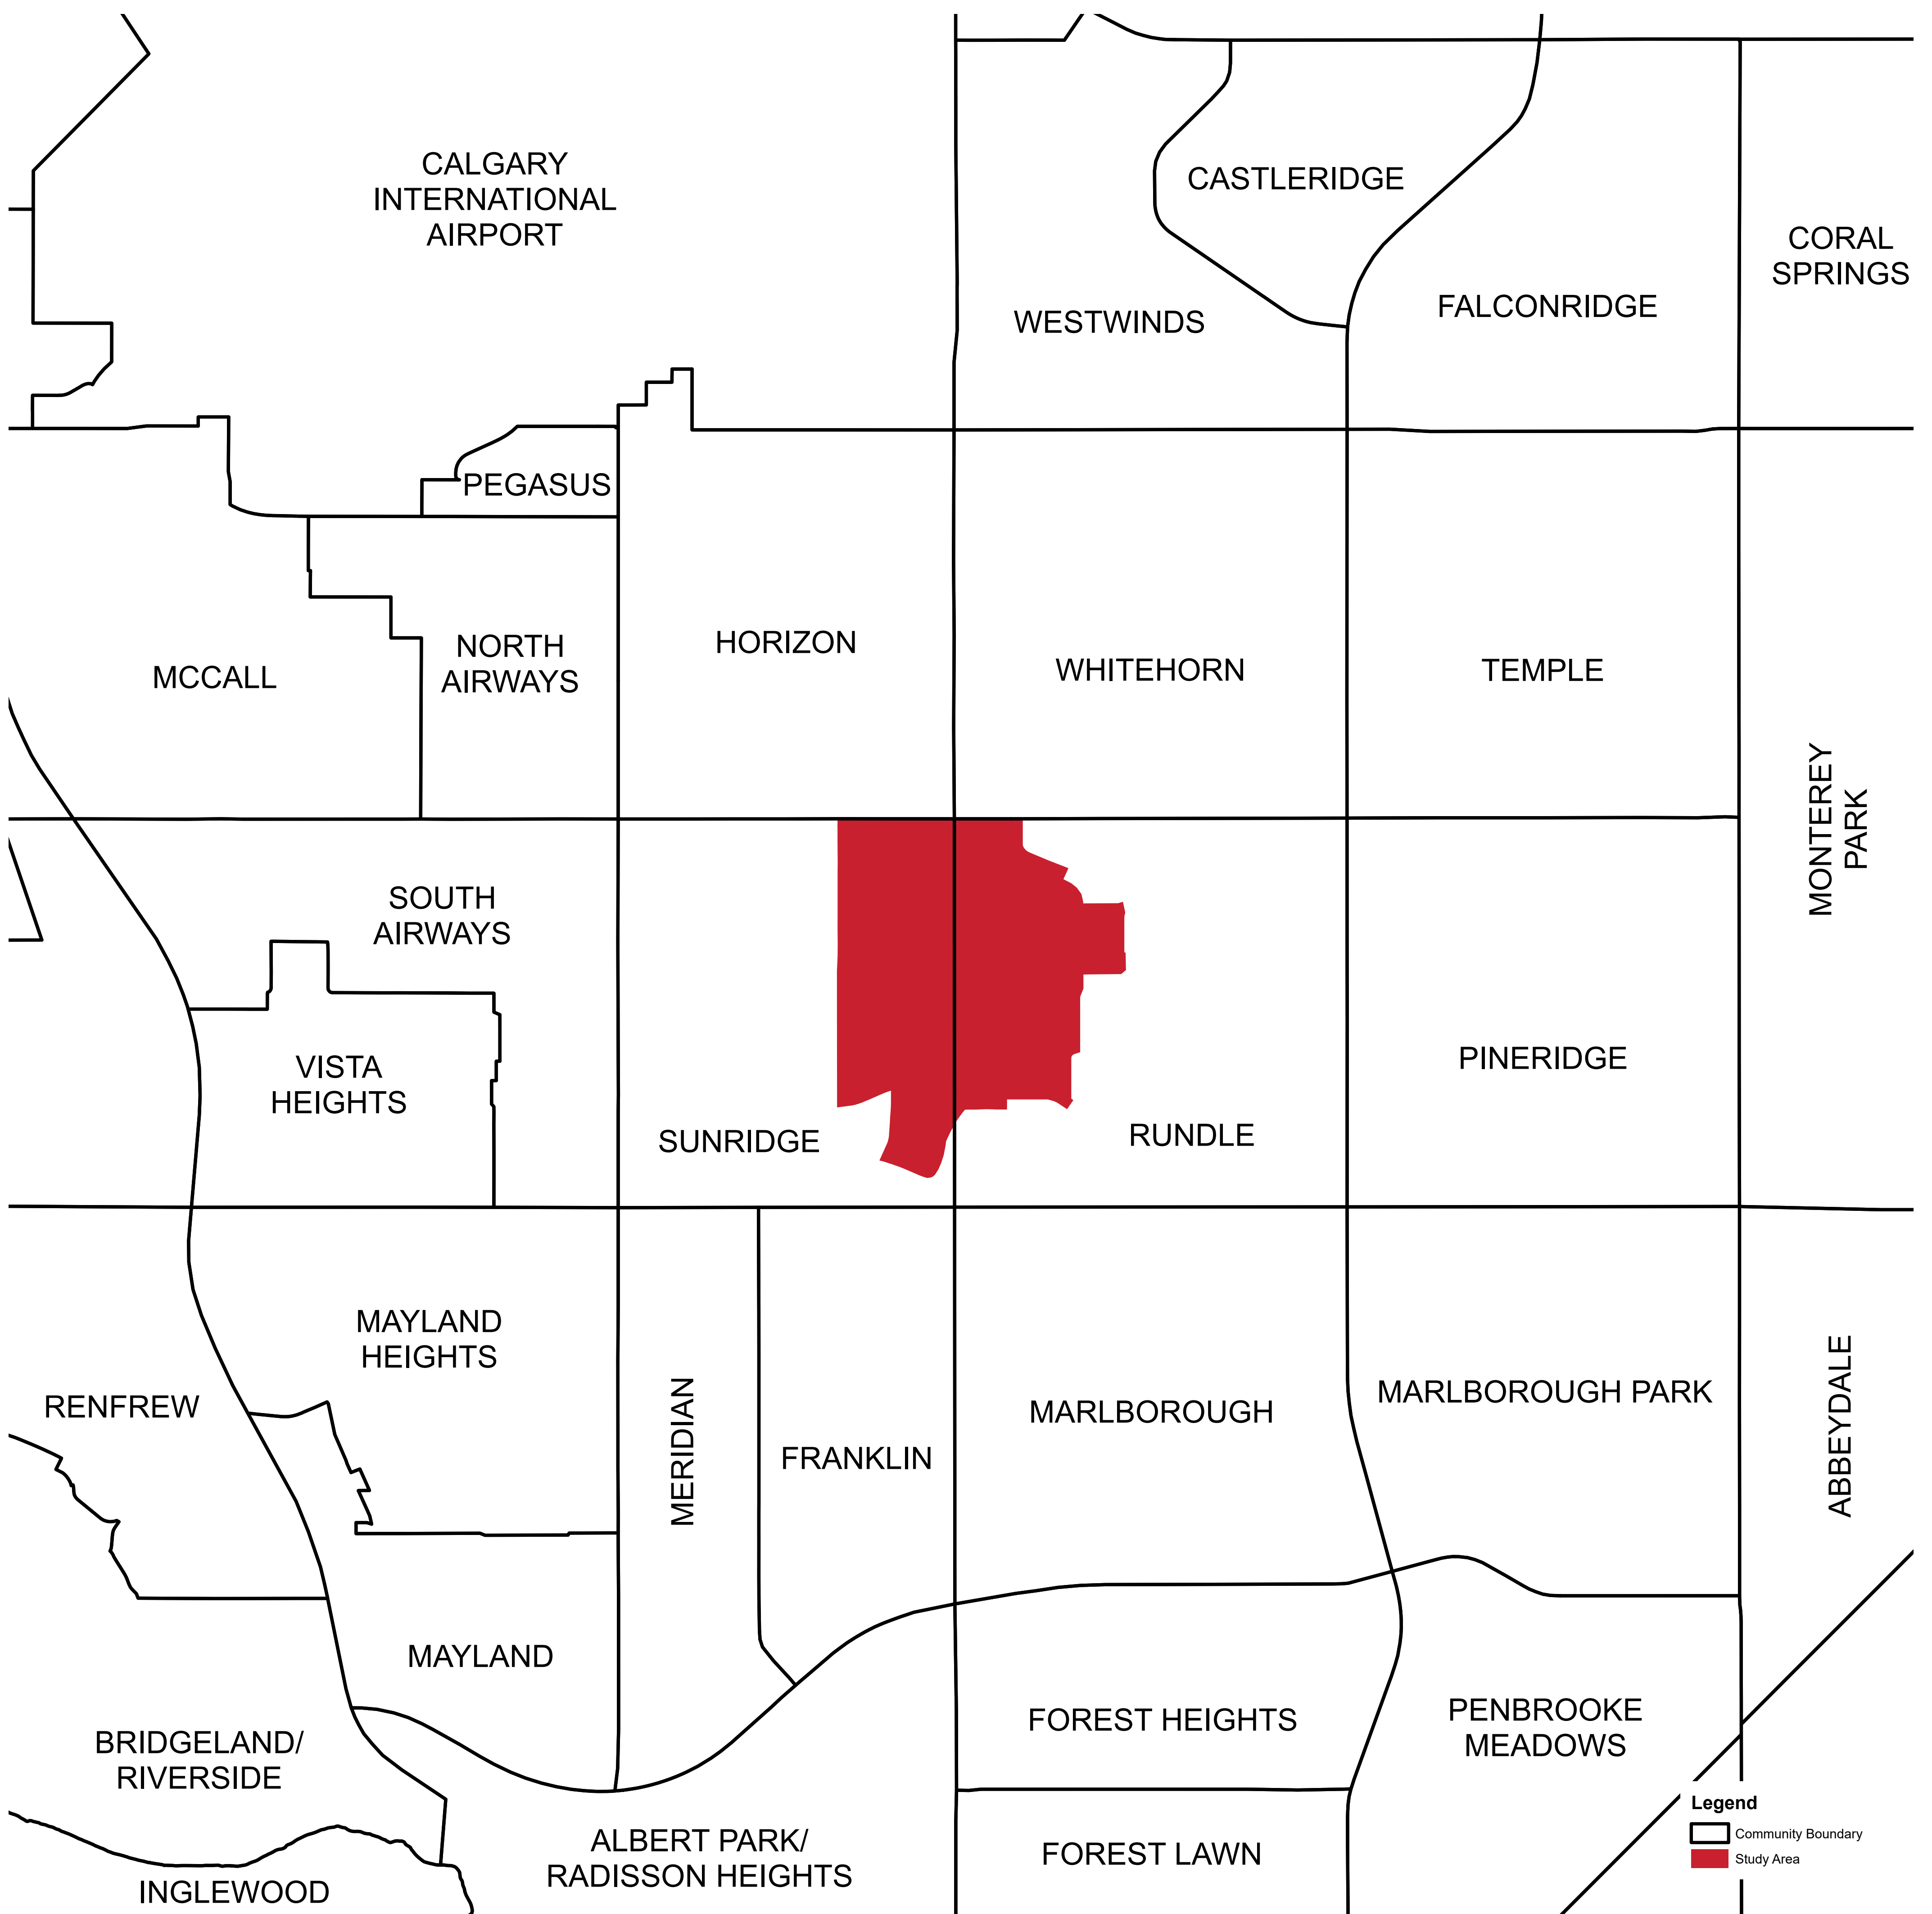 CALGARY
INTERNATIONAL
AIRPORT
CASTLERIDGE
CORAL
SPRINGS
WESTWINDS
FALCONRIDGE
PEGASUS
MCCALL
NORTH
AIRWAYS
HORIZON
WHITEHORN
TEMPLE
MONTEREY
PARK
SOUTH
AIRWAYS
VISTA
HEIGHTS
SUNRIDGE
RUNDLE
PINERIDGE
MAYLAND
HEIGHTS
RENFREW
MERIDIAN
FRANKLIN
MARLBOROUGH
MARLBOROUGH PARK
ABBEYDALE
MAYLAND
BRIDGELAND/
RIVERSIDE
FOREST HEIGHTS
PENBROOKE
MEADOWS
ALBERT PARK/
RADISSON HEIGHTS
FOREST LAWN
INGLEWOOD
Legend
Community Boundary
Study Area